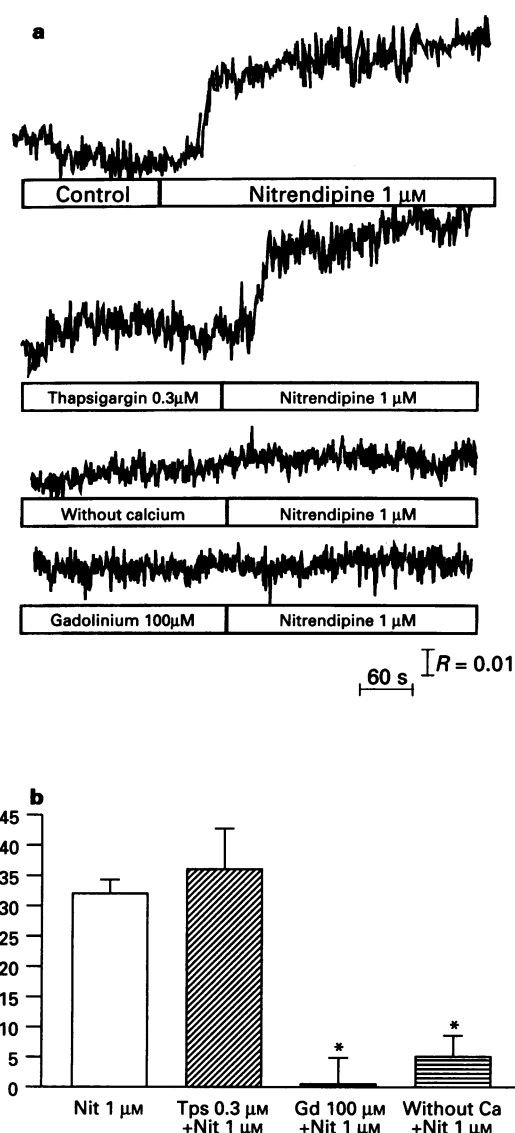 a
Control Nitrendipine 1 μM
Thapsigargin 0.3μM Nitrendipine 1 μM
Without calcium Nitrendipine 1 μM
Gadolinium 100μM Nitrendipine 1 μM
R = 0.01
60 s
b
45
40
35
30
25
20
15
10
5
0
* *
Nit 1 μM Tps 0.3 μM Gd 100 μM Without Ca
+Nit 1 μM +Nit 1 μM +Nit 1 μM